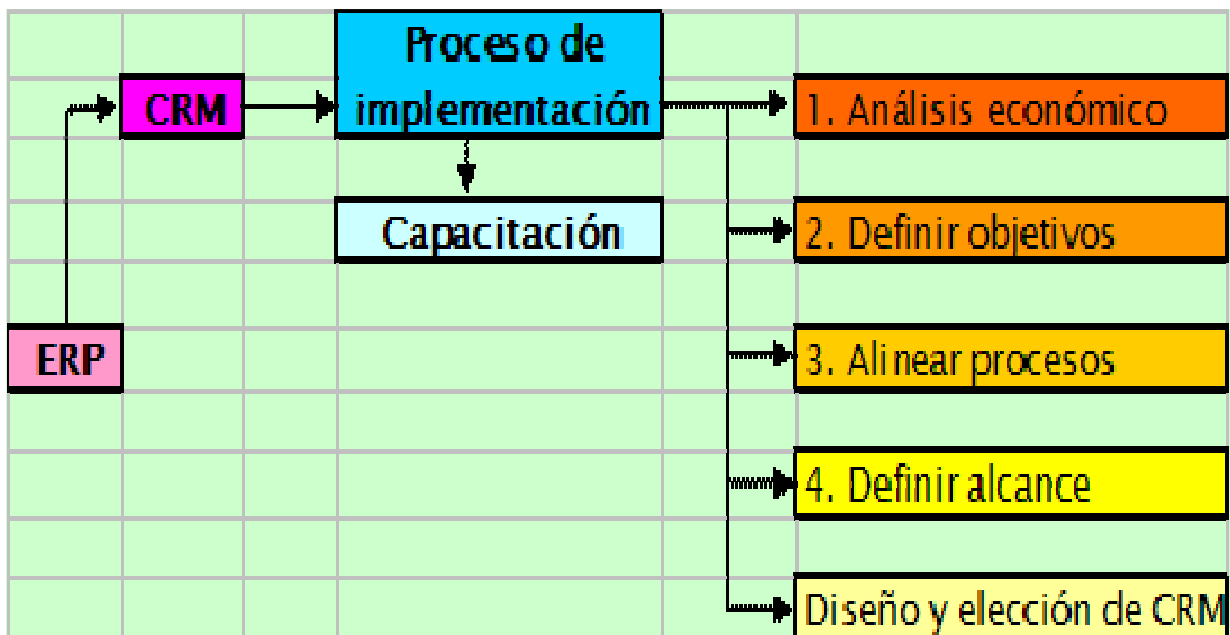 Proceso de
implementación
CRM
1. Análisis económico
Capacitación
2. Definir objetivos
ERP
3. Alinear procesos
4. Definir alcance
Diseño y elección de CRM